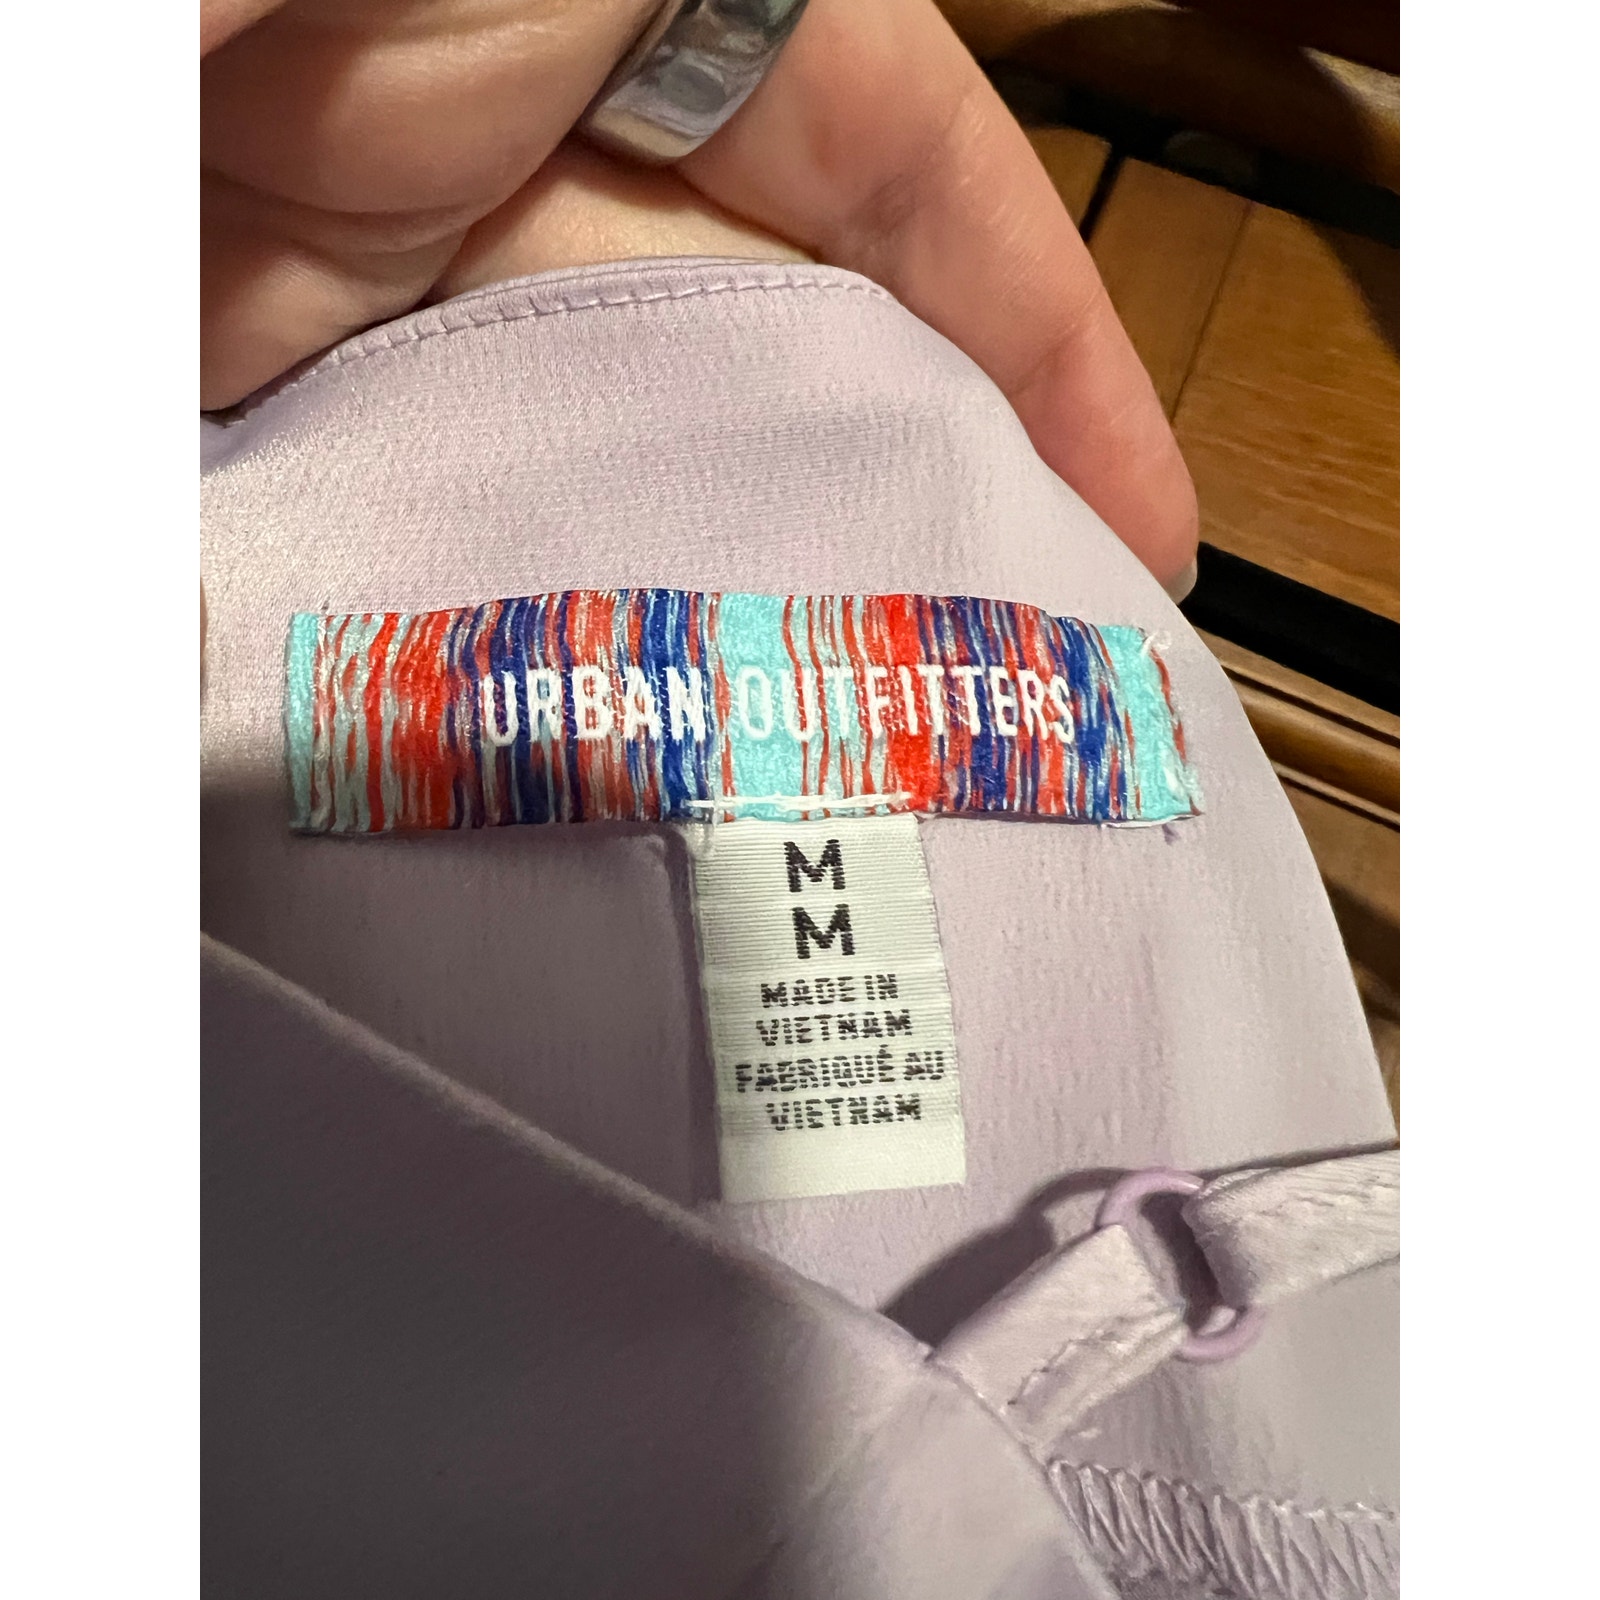 URBAN OUTFITTERS
M
M
MADE IN
VIETNAM
FABRIQUÉ AU
VIETNAM